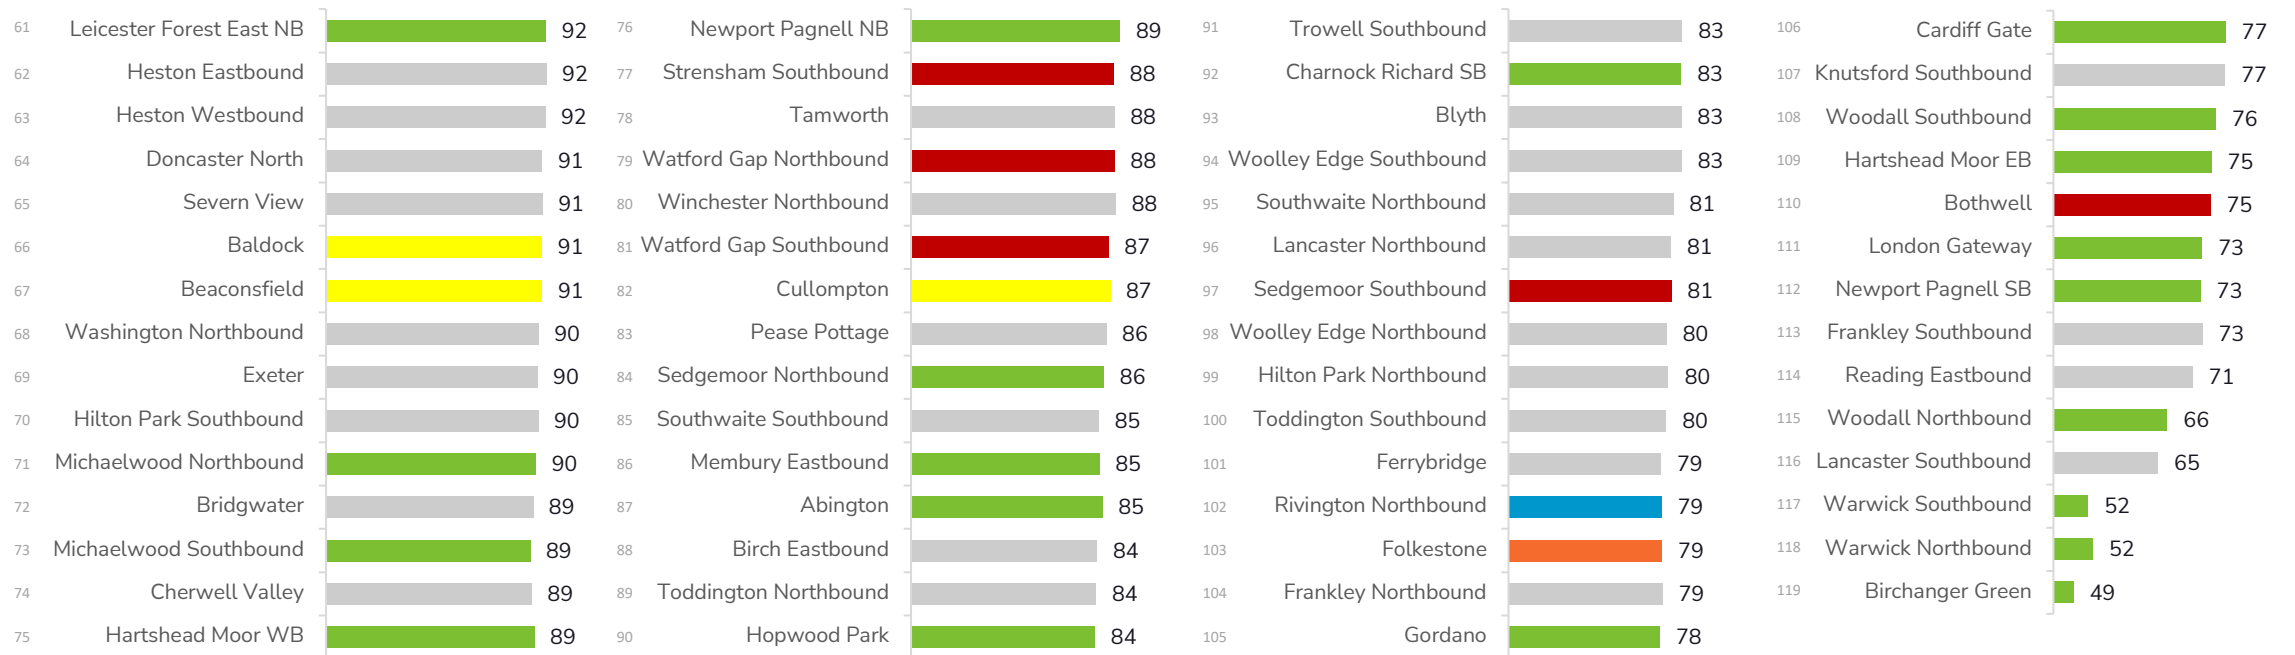 61 Leicester Forest East NB 92
62 Heston Eastbound 92
63 Heston Westbound 92
64 Doncaster North 91
65 Severn View 91
66 Baldock 91
67 Beaconsfield 91
68 Washington Northbound 90
69 Exeter 90
70 Hilton Park Southbound 90
71 Michaelwood Northbound 90
72 Bridgwater 89
73 Michaelwood Southbound 89
74 Cherwell Valley 89
75 Hartshead Moor WB 89
76 Newport Pagnell NB 89
77 Strensham Southbound 88
78 Tamworth 88
79 Watford Gap Northbound 88
80 Winchester Northbound 88
81 Watford Gap Southbound 87
82 Cullompton 87
83 Pease Pottage 86
84 Sedgemoor Northbound 86
85 Southwaite Southbound 85
86 Membury Eastbound 85
87 Abington 85
88 Birch Eastbound 84
89 Toddington Northbound 84
90 Hopwood Park 84
91 Trowell Southbound 83
92 Charnock Richard SB 83
93 Blyth 83
94 Woolley Edge Southbound 83
95 Southwaite Northbound 81
96 Lancaster Northbound 81
97 Sedgemoor Southbound 81
98 Woolley Edge Northbound 80
99 Hilton Park Northbound 80
100 Toddington Southbound 80
101 Ferrybridge 79
102 Rivington Northbound 79
103 Folkestone 79
104 Frankley Northbound 79
105 Gordano 78
106 Cardiff Gate 77
107 Knutsford Southbound 77
108 Woodall Southbound 76
109 Hartshead Moor EB 75
110 Bothwell 75
111 London Gateway 73
112 Newport Pagnell SB 73
113 Frankley Southbound 73
114 Reading Eastbound 71
115 Woodall Northbound 66
116 Lancaster Southbound 65
117 Warwick Southbound 52
118 Warwick Northbound 52
119 Birchanger Green 49